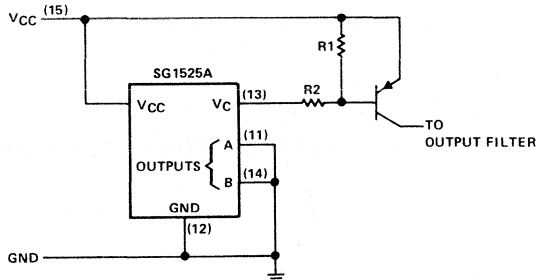 VCC (15)
R1
SG1525A
VCC
VC
(13)
R2
A
(11)
OUTPUTS
B
(14)
TO
OUTPUT FILTER
GND
(12)
GND